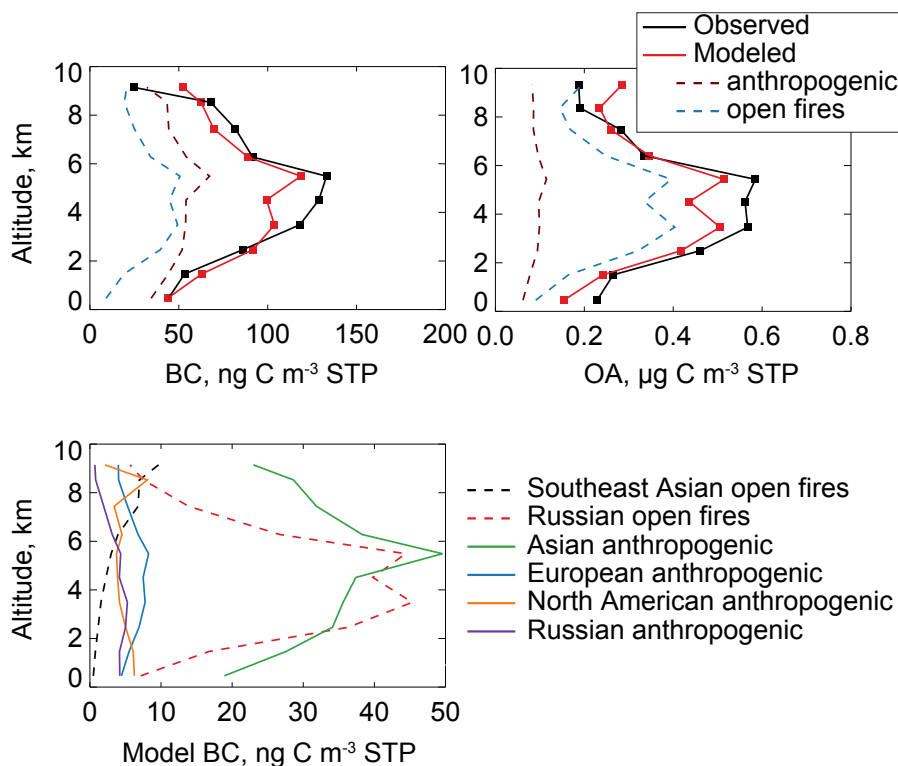 Observed
Modeled
anthropogenic
open fires
10
8
6
4
2
0
Altitude, km
0
50
100
150
200
BC, ng C m⁻³ STP
10
8
6
4
2
0
0.0
0.2
0.4
0.6
0.8
OA, µg C m⁻³ STP
10
8
6
4
2
0
Altitude, km
0
10
20
30
40
50
Model BC, ng C m⁻³ STP
Southeast Asian open fires
Russian open fires
Asian anthropogenic
European anthropogenic
North American anthropogenic
Russian anthropogenic